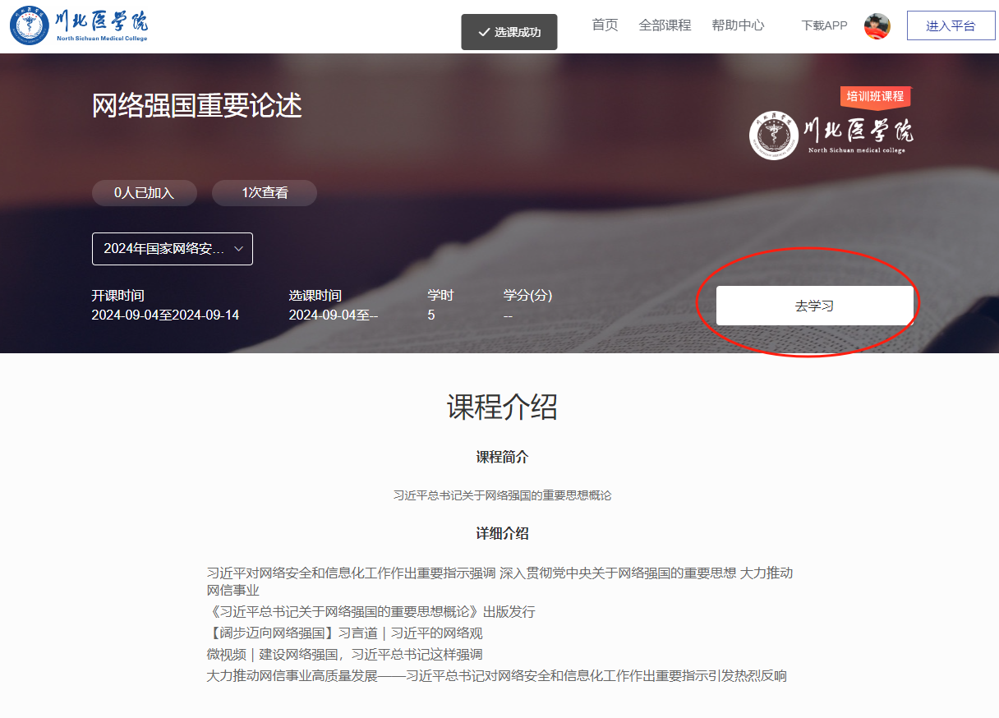 川北医学院
North Sichuan Medical College
选课成功
首页 全部课程 帮助中心 下载APP 进入平台
网络强国重要论述
培训班课程
川北医学院
North Sichuan medical college
0人已加入 1次查看
2024年国家网络安...
开课时间 选课时间 学时 学分(分)
2024-09-04至2024-09-14 2024-09-04至-- 5 --
去学习
课程介绍
课程简介
习近平总书记关于网络强国的重要思想概论
详细介绍
习近平对网络安全和信息化工作作出重要指示强调 深入贯彻党中央关于网络强国的重要思想 大力推动
网信事业
《习近平总书记关于网络强国的重要思想概论》出版发行
【阔步迈向网络强国】习言道｜习近平的网络观
微视频｜建设网络强国，习近平总书记这样强调
大力推动网信事业高质量发展——习近平总书记对网络安全和信息化工作作出重要指示引发热烈反响